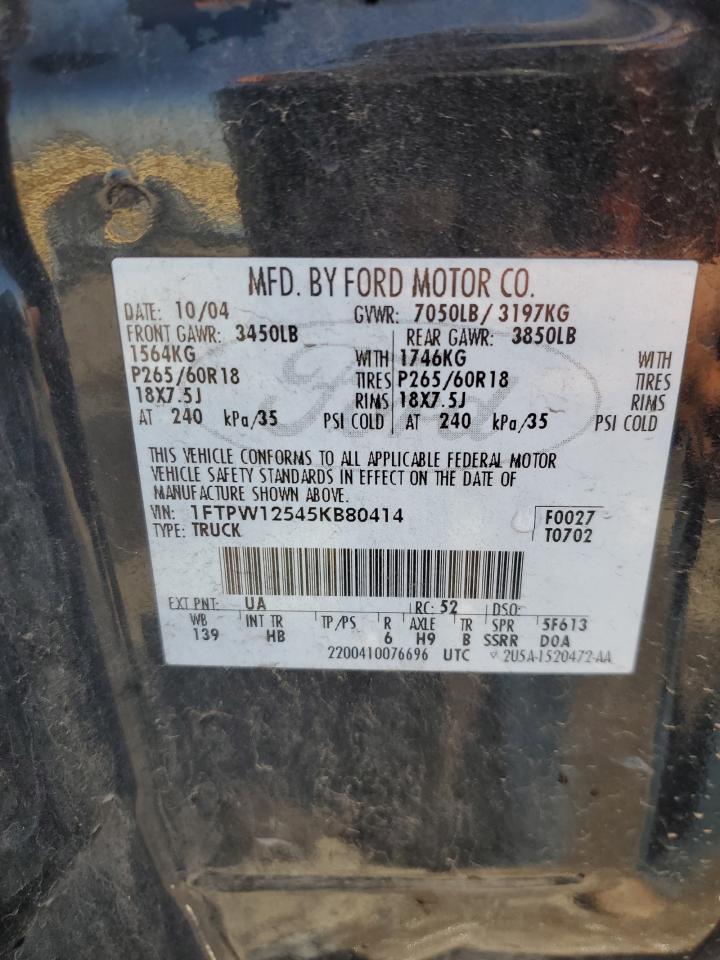 MFD. BY FORD MOTOR CO.
DATE: 10/04 GVWR: 7050LB/ 3197KG
FRONT GAWR: 3450LB REAR GAWR: 3850LB
1564KG WITH 1746KG WITH
P265/60R18 TIRES P265/60R18 TIRES
18X7.5J RIMS 18X7.5J RIMS
AT 240 kPa/35 PSI COLD AT 240 kPa/35 PSI COLD
THIS VEHICLE CONFORMS TO ALL APPLICABLE FEDERAL MOTOR
VEHICLE SAFETY STANDARDS IN EFFECT ON THE DATE OF
MANUFACTURE SHOWN ABOVE.
VIN: 1FTPW12545KB80414 F0027
TYPE: TRUCK T0702
EXT PNT: UA RC: 52 DSO:
WB INT TR TP/PS R AXLE TR SPR 5F613
139 HB 6 H9 B SSRR DOA
2200410076696 UTC 2U5A-1520472-AA
Ford